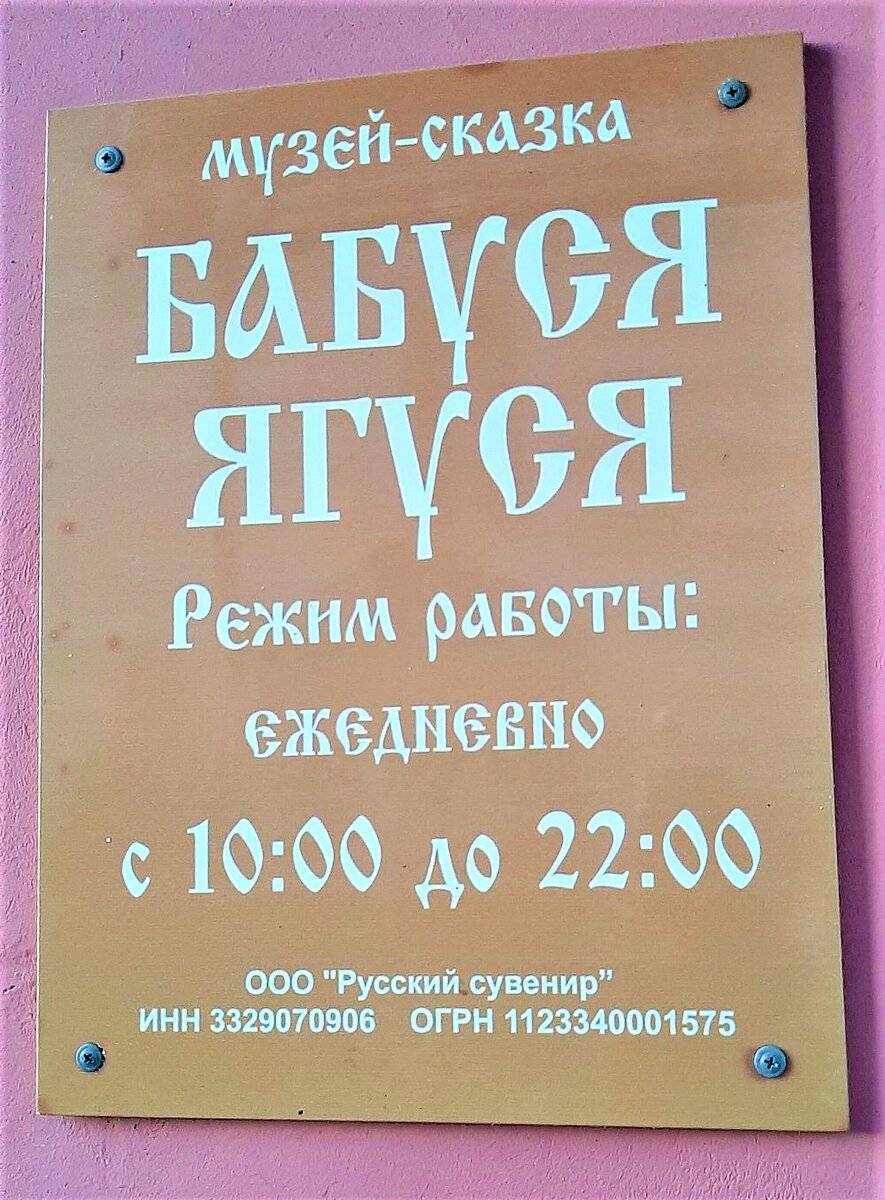 музей-сказка
БАБУСЯ
ЯГУСЯ
Режим работы:
ежедневно
с 10:00 до 22:00
ООО "Русский сувенир”
ИНН 3329070906 ОГРН 1123340001575